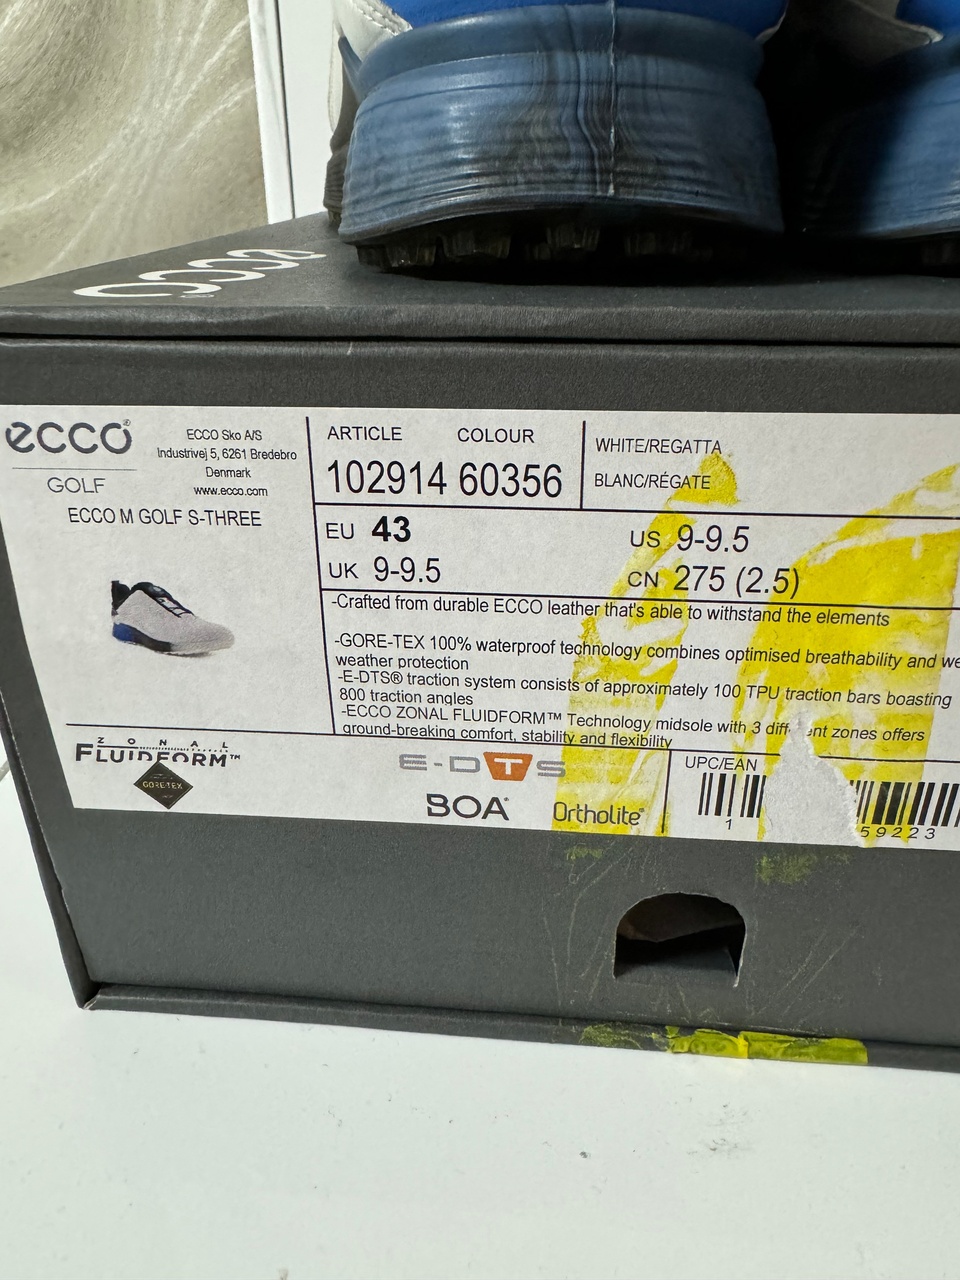 ecco
ecco
GOLF
ECCO Sko A/S
Industrivej 5, 6261 Bredebro
Denmark
www.ecco.com
ECCO M GOLF S-THREE
ARTICLE COLOUR
102914 60356
WHITE/REGATTA
BLANC/RÉGATE
EU 43
US 9-9.5
UK 9-9.5
CN 275 (2.5)
-Crafted from durable ECCO leather that's able to withstand the elements
-GORE-TEX 100% waterproof technology combines optimised breathability and we
weather protection
-E-DTS® traction system consists of approximately 100 TPU traction bars boasting
800 traction angles
-ECCO ZONAL FLUIDFORM™ Technology midsole with 3 diff ent zones offers
ground-breaking comfort, stability and flexibility
ZONAL
FLUIDFORM™
GORE-TEX
E-DTS
BOA®
Ortholite®
UPC/EAN
1 59223